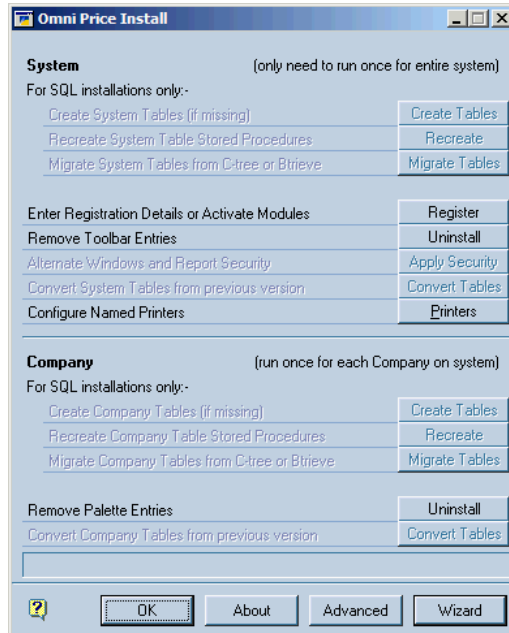 Omni Price Install
System (only need to run once for entire system)
For SQL installations only:-
Create System Tables (if missing) Create Tables
Recreate System Table Stored Procedures Recreate
Migrate System Tables from C-tree or Btrieve Migrate Tables
Enter Registration Details or Activate Modules Register
Remove Toolbar Entries Uninstall
Alternate Windows and Report Security Apply Security
Convert System Tables from previous version Convert Tables
Configure Named Printers Printers
Company (run once for each Company on system)
For SQL installations only:-
Create Company Tables (if missing) Create Tables
Recreate Company Table Stored Procedures Recreate
Migrate Company Tables from C-tree or Btrieve Migrate Tables
Remove Palette Entries Uninstall
Convert Company Tables from previous version Convert Tables
? OK About Advanced Wizard